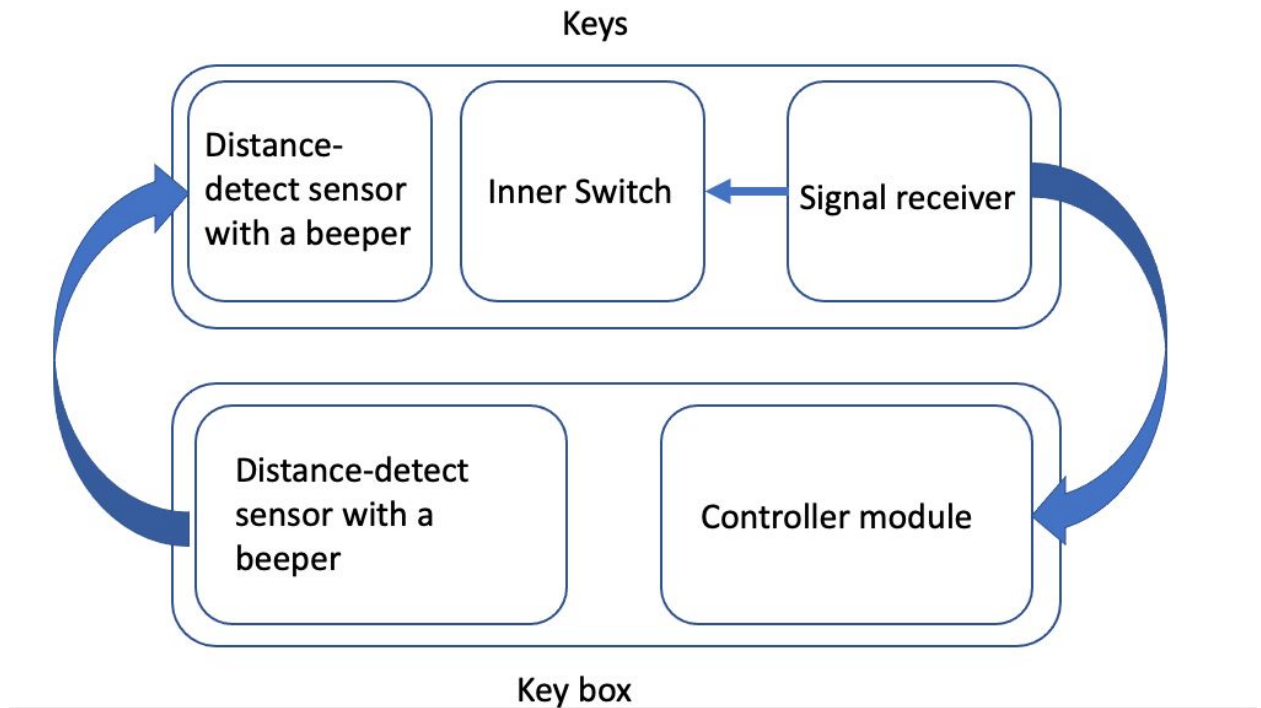 Keys
Distance-
detect sensor
with a beeper
Inner Switch
Signal receiver
Distance-detect
sensor with a
beeper
Controller module
Key box